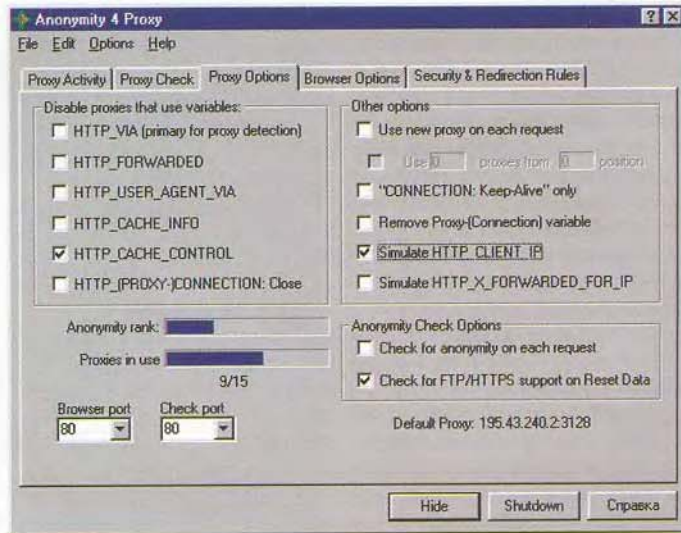 Anonymity 4 Proxy
File Edit Options Help
Proxy Activity Proxy Check Proxy Options Browser Options Security & Redirection Rules
Disable proxies that use variables:
HTTP_VIA (primary for proxy detection)
HTTP_FORWARDED
HTTP_USER_AGENT_VIA
HTTP_CACHE_INFO
HTTP_CACHE_CONTROL
HTTP_(PROXY-)CONNECTION: Close
Anonymity rank:
Proxies in use
9/15
Browser port Check port
80 80
Other options
Use new proxy on each request
Use 0 proxies from 0 position
"CONNECTION: Keep-Alive" only
Remove Proxy-(Connection) variable
Simulate HTTP_CLIENT_IP
Simulate HTTP_X_FORWARDED_FOR_IP
Anonymity Check Options
Check for anonymity on each request
Check for FTP/HTTPS support on Reset Data
Default Proxy: 195.43.240.2:3128
Hide Shutdown Справка